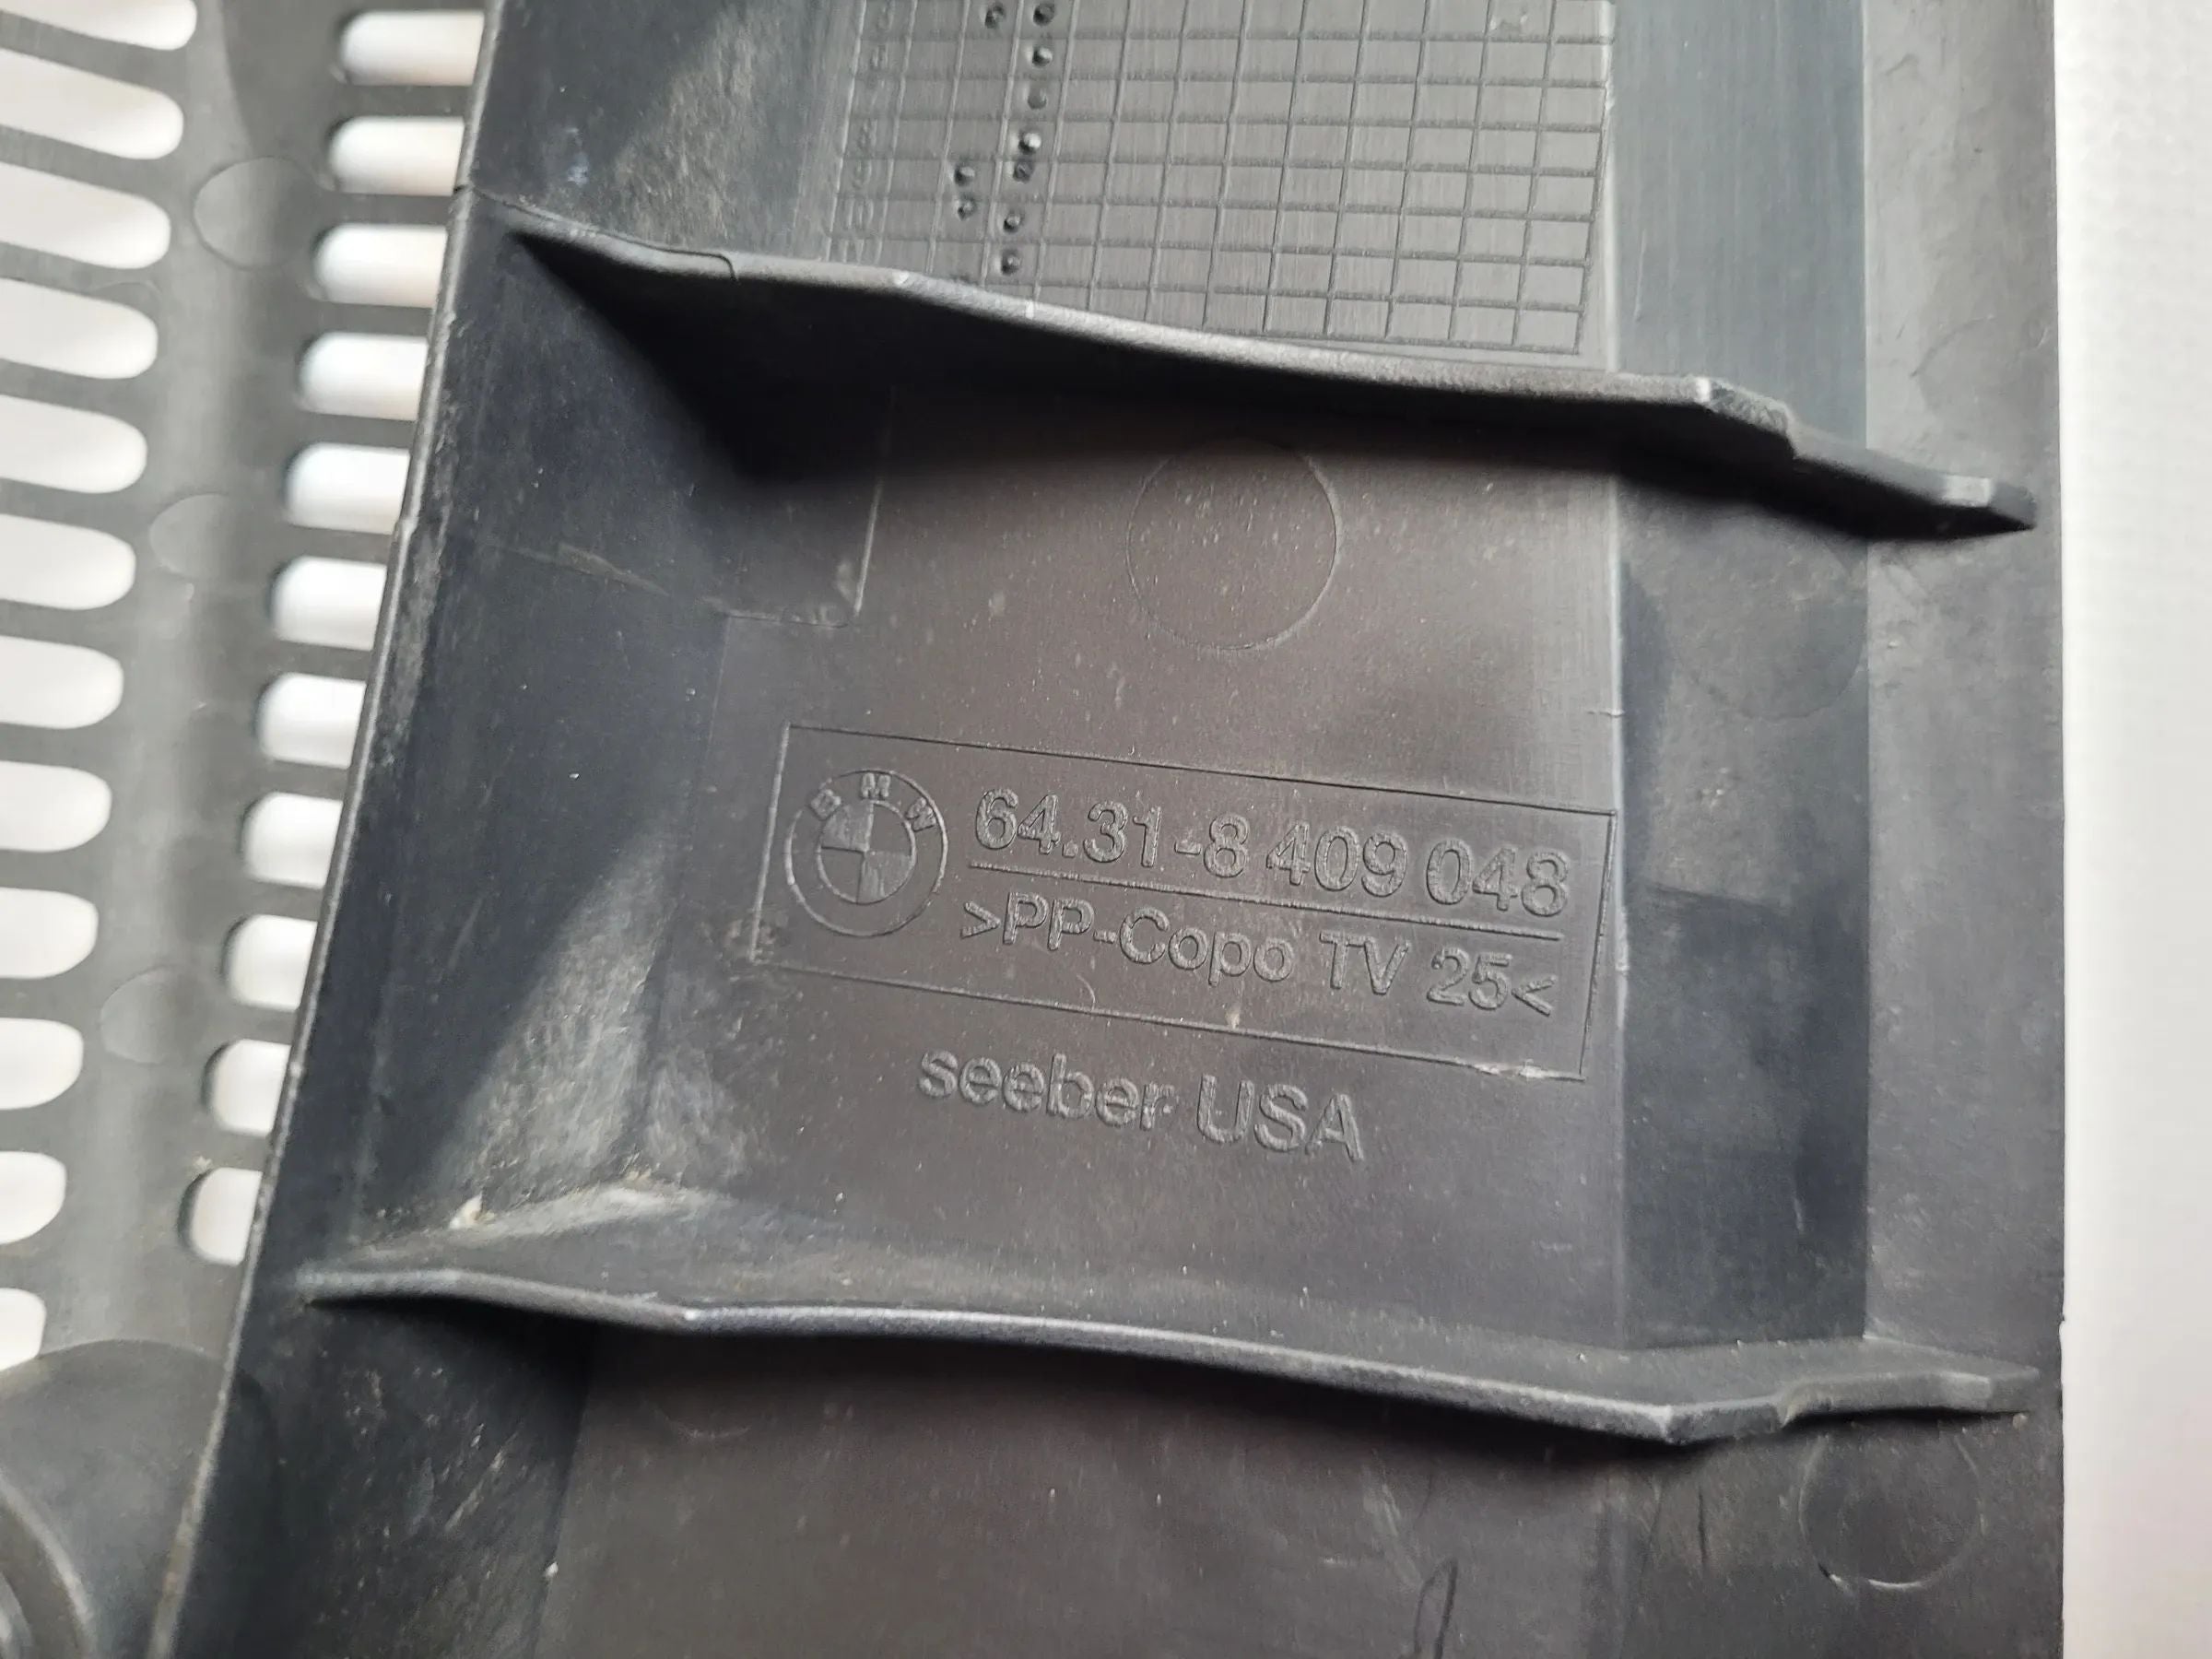 BMW
64.31-8 409 048
>PP-Copo TV 25<
seeber USA